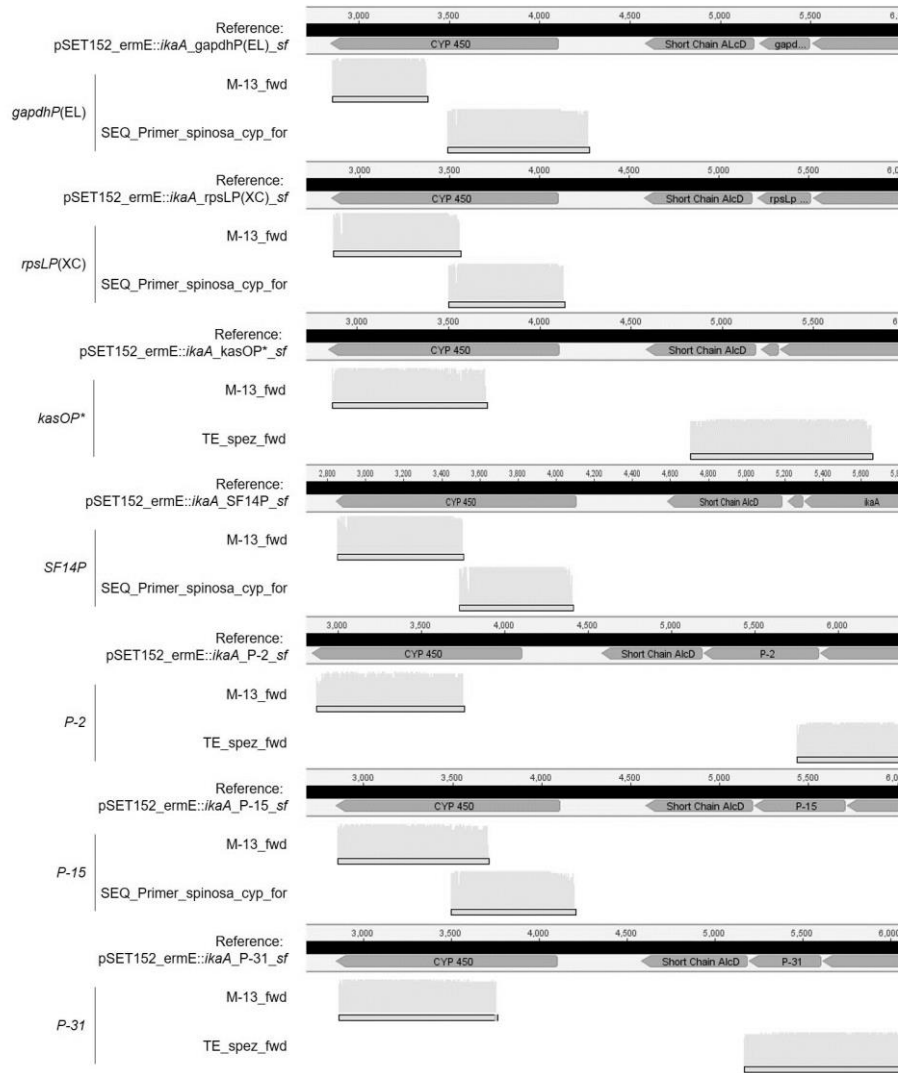 3,000 3,500 4,000 4,500 5,000 5,500 6,0
Reference:
pSET152_ermE::ikaA_gapdhP(EL)_sf
CYP 450 Short Chain ALcD gapd...
M-13_fwd
gapdhP(EL)
SEQ_Primer_spinosa_cyp_for
3,000 3,500 4,000 4,500 5,000 5,500
Reference:
pSET152_ermE::ikaA_rpsLP(XC)_sf
CYP 450 Short Chain AlcD rpsLp ...
M-13_fwd
rpsLP(XC)
SEQ_Primer_spinosa_cyp_for
3,000 3,500 4,000 4,500 5,000 5,500
Reference:
pSET152_ermE::ikaA_kasOP*_sf
CYP 450 Short Chain AlcD
M-13_fwd
kasOP*
TE_spez_fwd
2,800 3,000 3,200 3,400 3,600 3,800 4,000 4,200 4,400 4,600 4,800 5,000 5,200 5,400 5,600
Reference:
pSET152_ermE::ikaA_SF14P_sf
CYP 450 Short Chain AlcD ikaA
M-13_fwd
SF14P
SEQ_Primer_spinosa_cyp_for
3,000 3,500 4,000 4,500 5,000 5,500 6,000
Reference:
pSET152_ermE::ikaA_P-2_sf
CYP 450 Short Chain AlcD P-2
M-13_fwd
P-2
TE_spez_fwd
3,000 3,500 4,000 4,500 5,000 5,500 6,000
Reference:
pSET152_ermE::ikaA_P-15_sf
CYP 450 Short Chain AlcD P-15
M-13_fwd
P-15
SEQ_Primer_spinosa_cyp_for
3,000 3,500 4,000 4,500 5,000 5,500 6,000
Reference:
pSET152_ermE::ikaA_P-31_sf
CYP 450 Short Chain AlcD P-31
M-13_fwd
P-31
TE_spez_fwd